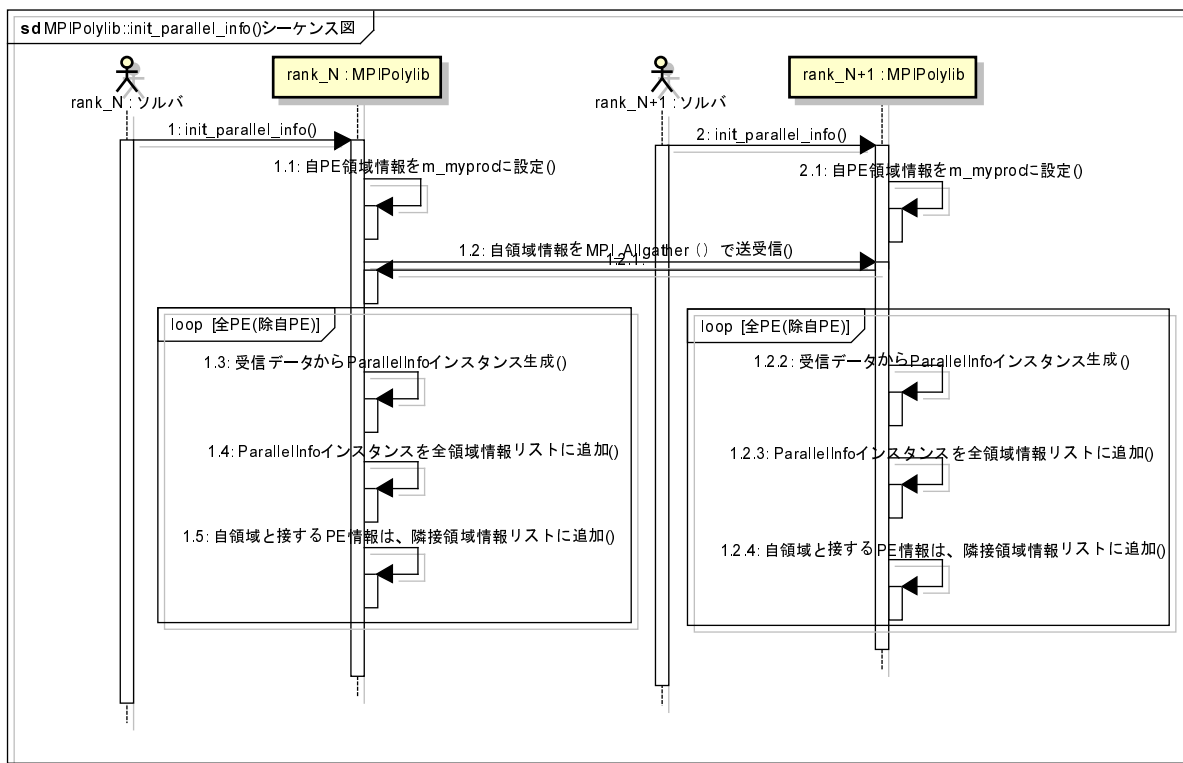 sd MPIPolylib::init_parallel_info()シーケンス図
rank_N : ソルバ
rank_N : MPIPolylib
rank_N+1 : ソルバ
rank_N+1 : MPIPolylib
1: init_parallel_info()
2: init_parallel_info()
1.1: 自PE領域情報をm_myprocに設定()
2.1: 自PE領域情報をm_myprocに設定()
1.2: 自領域情報をMPI_Allgather（）で送受信()
1.2.1:
loop [全PE(除自PE)]
loop [全PE(除自PE)]
1.3: 受信データからParallelInfoインスタンス生成()
1.2.2: 受信データからParallelInfoインスタンス生成()
1.4: ParallelInfoインスタンスを全領域情報リストに追加()
1.2.3: ParallelInfoインスタンスを全領域情報リストに追加()
1.5: 自領域と接するPE情報は、隣接領域情報リストに追加()
1.2.4: 自領域と接するPE情報は、隣接領域情報リストに追加()